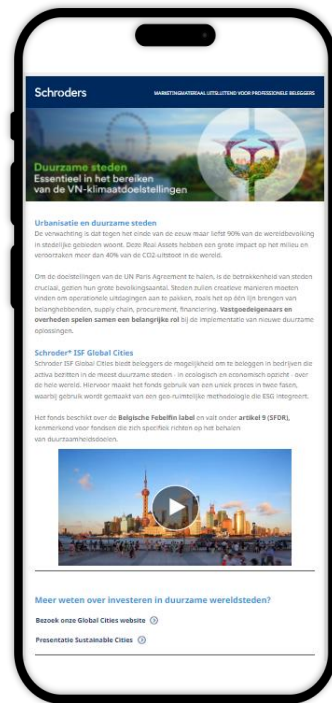 Schroders
MARKETINGMATERIAAL UITSLUITEND VOOR PROFESSIONELE BELEGGERS
Duurzame steden
Essentieel in het bereiken
van de VN-klimaatdoelstellingen
Urbanisatie en duurzame steden
De verwachting is dat tegen het einde van de eeuw maar liefst 90% van de wereldbevolking
in stedelijke gebieden woont. Deze Real Assets hebben een grote impact op het milieu en
veroorzaken meer dan 40% van de CO2-uitstoot in de wereld.
Om de doelstellingen van de UN Paris Agreement te halen, is de betrokkenheid van steden
cruciaal, gezien hun grote bevolkingsaantal. Steden zullen creatieve manieren moeten
vinden om operationele uitdagingen aan te pakken, zoals het op één lijn brengen van
belanghebbenden, supply chain, procurement, financiering. Vastgoedeigenaars en
overheden spelen samen een belangrijke rol bij de implementatie van nieuwe duurzame
oplossingen.
Schroder* ISF Global Cities
Schroder ISF Global Cities biedt beleggers de mogelijkheid om te beleggen in bedrijven die
activa bezitten in de meest duurzame steden - in ecologisch en economisch opzicht - over
de hele wereld. Hiervoor maakt het fonds gebruik van een uniek proces in twee fasen,
waarbij gebruik wordt gemaakt van een geo-ruimtelijke methodologie die ESG integreert.
Het fonds beschikt over de Belgische Febelfin label en valt onder artikel 9 (SFDR),
kenmerkend voor fondsen die zich specifiek richten op het behalen
van duurzaamheidsdoelen.
Meer weten over investeren in duurzame wereldsteden?
Bezoek onze Global Cities website
Presentatie Sustainable Cities